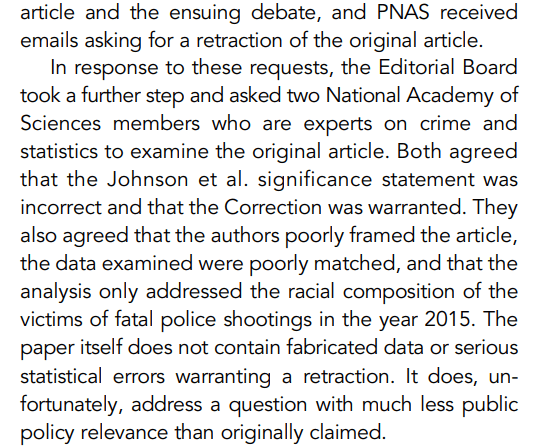 article and the ensuing debate, and PNAS received
emails asking for a retraction of the original article.
In response to these requests, the Editorial Board
took a further step and asked two National Academy of
Sciences members who are experts on crime and
statistics to examine the original article. Both agreed
that the Johnson et al. significance statement was
incorrect and that the Correction was warranted. They
also agreed that the authors poorly framed the article,
the data examined were poorly matched, and that the
analysis only addressed the racial composition of the
victims of fatal police shootings in the year 2015. The
paper itself does not contain fabricated data or serious
statistical errors warranting a retraction. It does, un-
fortunately, address a question with much less public
policy relevance than originally claimed.